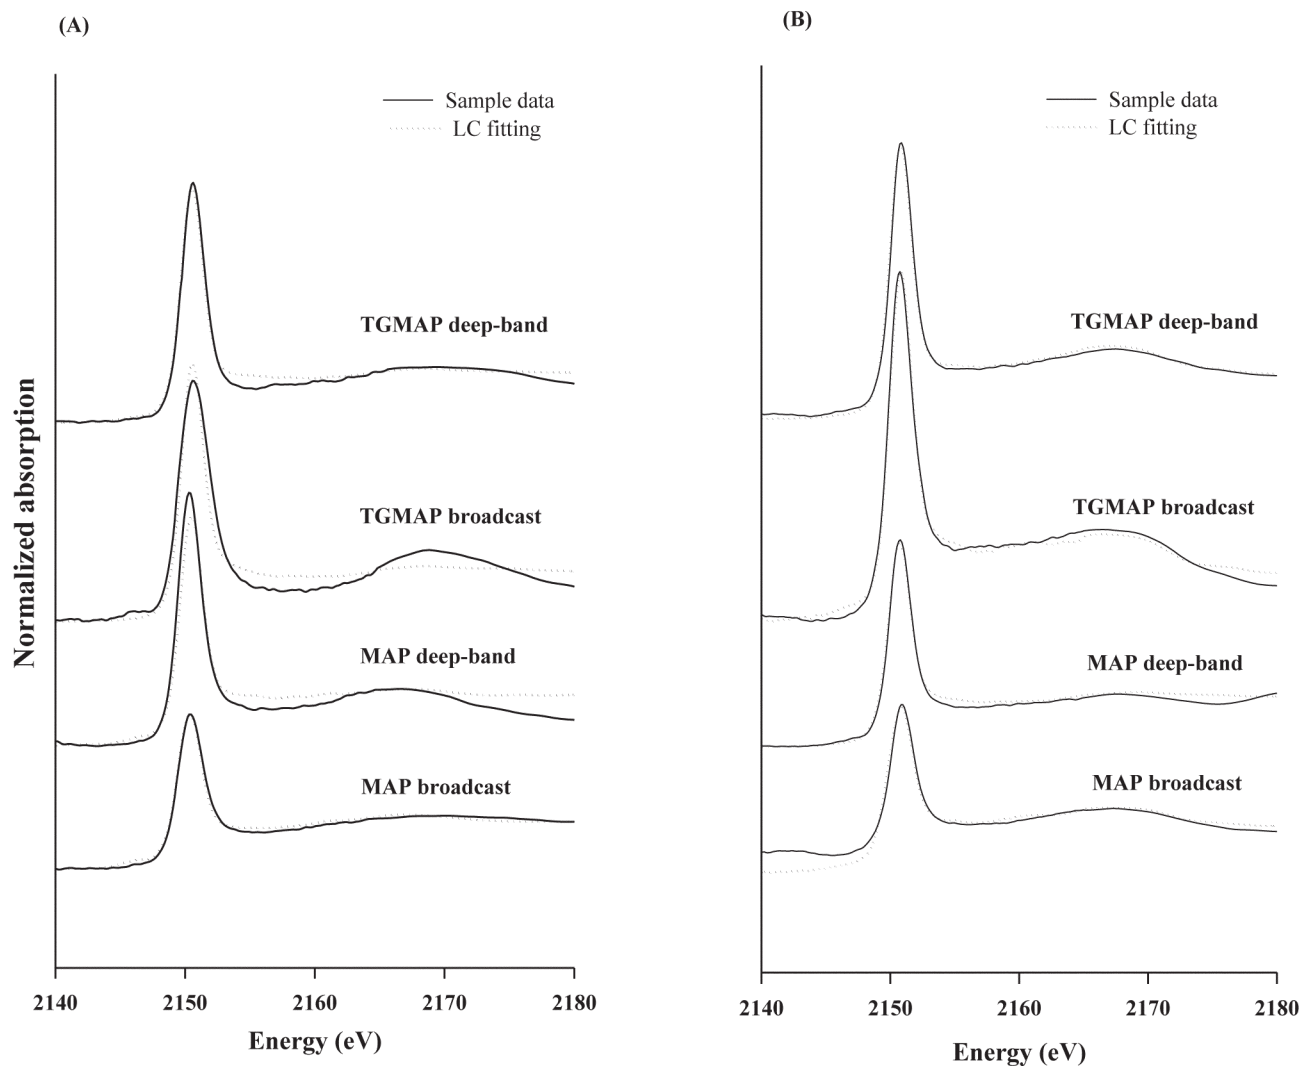 (A)
Sample data
LC fitting
TGMAP deep-band
TGMAP broadcast
MAP deep-band
MAP broadcast
Normalized absorption
2140 2150 2160 2170 2180
Energy (eV)
(B)
Sample data
LC fitting
TGMAP deep-band
TGMAP broadcast
MAP deep-band
MAP broadcast
2140 2150 2160 2170 2180
Energy (eV)